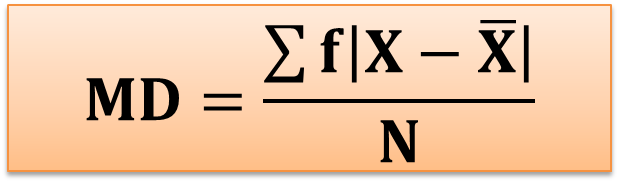 MD = ∑ f|X − X̅|
N